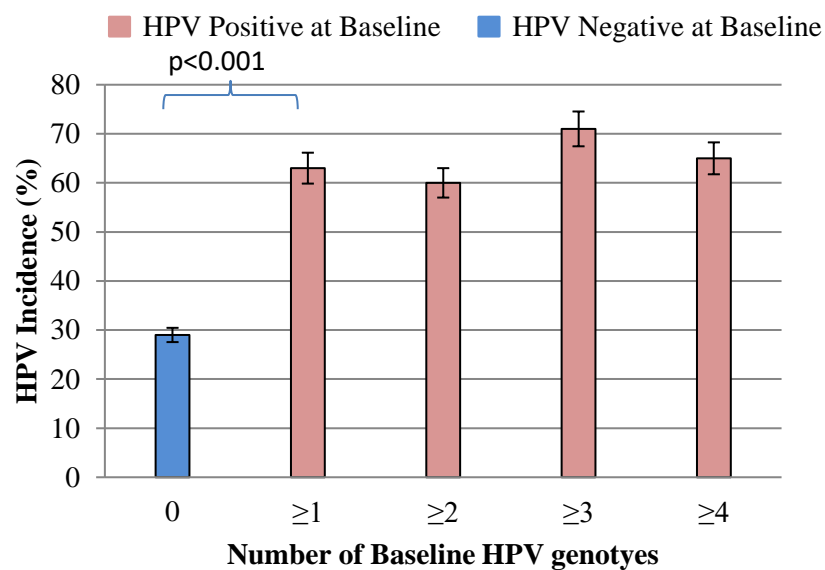 HPV Positive at Baseline HPV Negative at Baseline
p<0.001
80
70
60
50
40
30
20
10
0
HPV Incidence (%)
0 ≥1 ≥2 ≥3 ≥4
Number of Baseline HPV genotyes